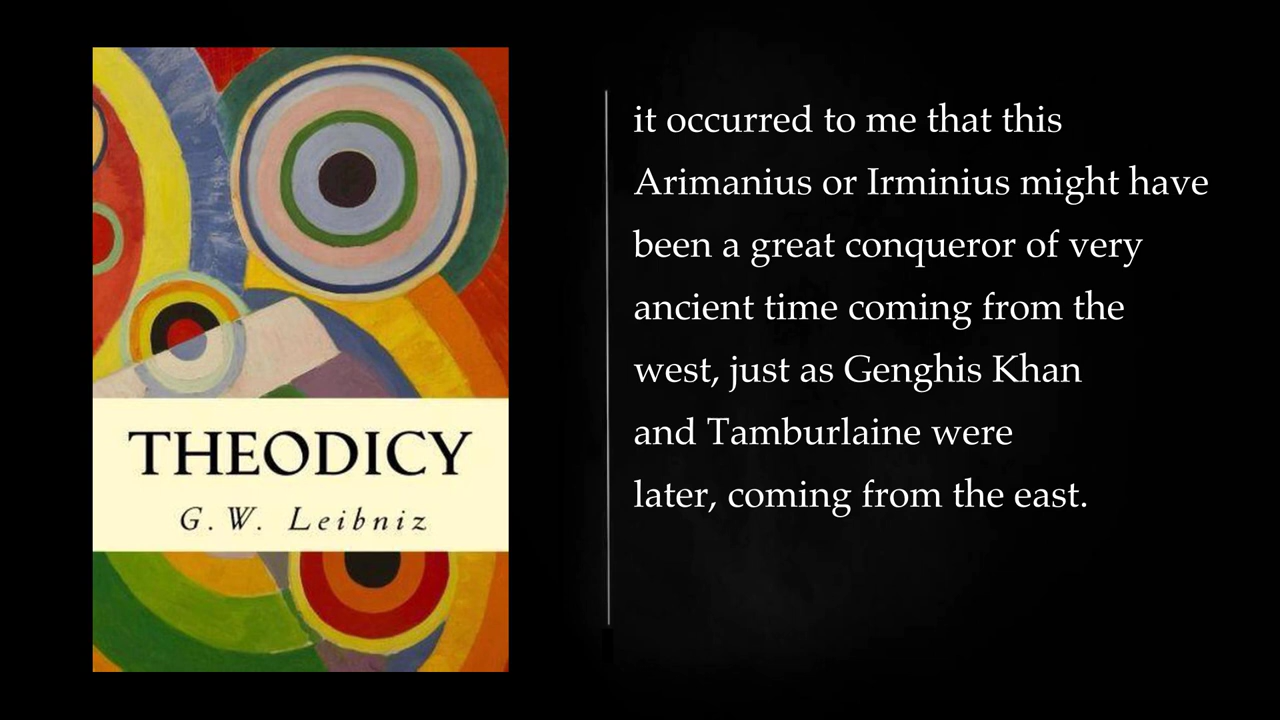 THEODICY
G.W. Leibniz
it occurred to me that this
Arimanius or Irminius might have
been a great conqueror of very
ancient time coming from the
west, just as Genghis Khan
and Tamburlaine were
later, coming from the east.